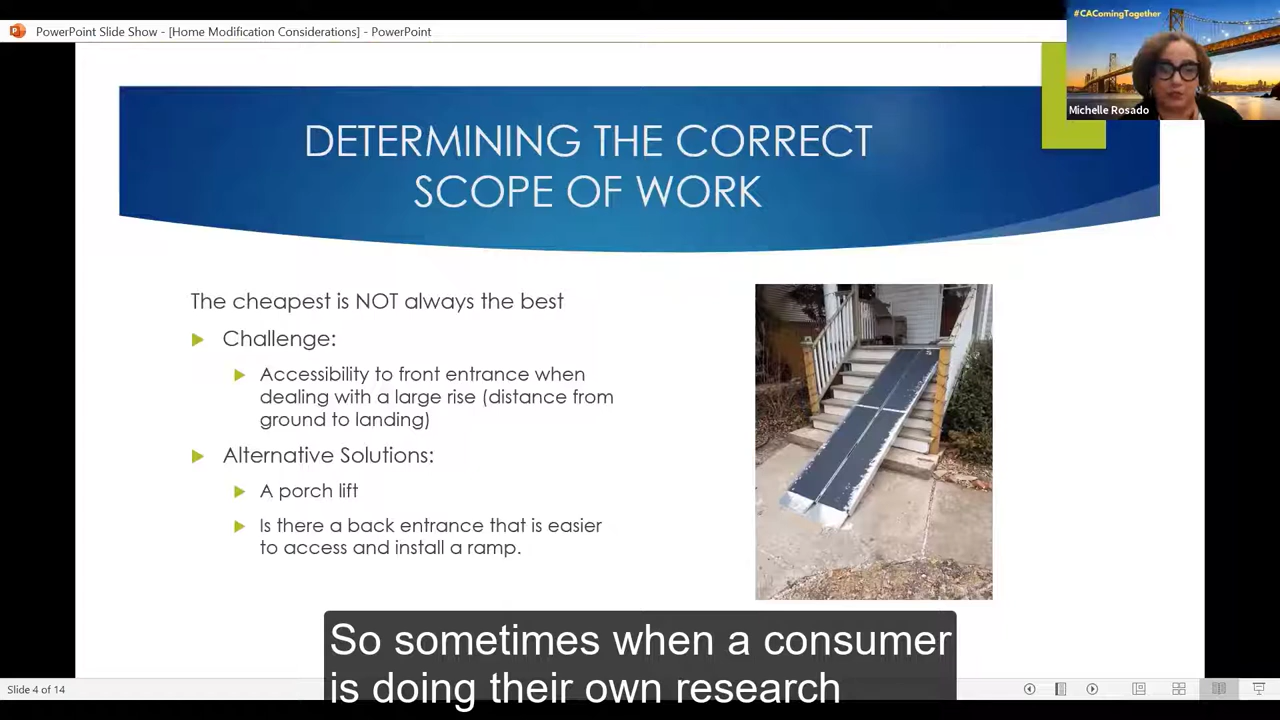 PowerPoint Slide Show - [Home Modification Considerations] - PowerPoint
#CAComingTogether
Michelle Rosado
DETERMINING THE CORRECT
SCOPE OF WORK
The cheapest is NOT always the best
Challenge:
Accessibility to front entrance when
dealing with a large rise (distance from
ground to landing)
Alternative Solutions:
A porch lift
Is there a back entrance that is easier
to access and install a ramp.
So sometimes when a consumer
is doing their own research
Slide 4 of 14